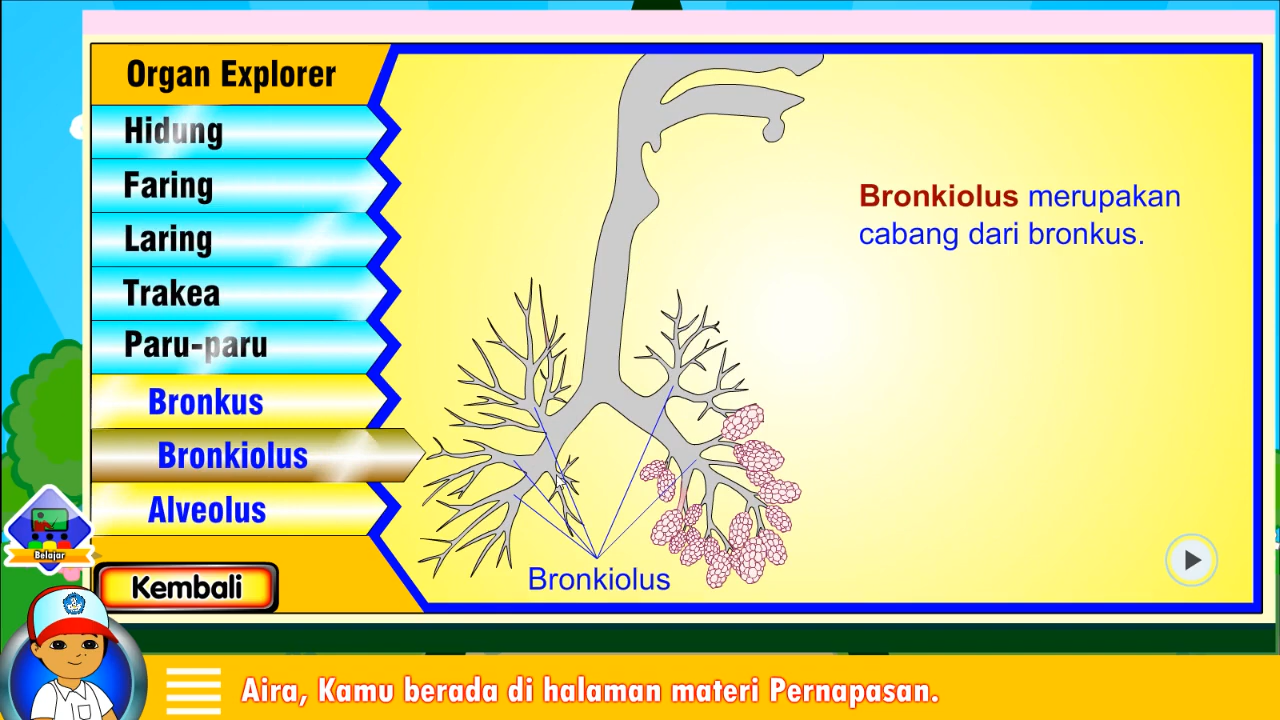 Organ Explorer
Hidung
Faring
Laring
Trakea
Paru-paru
Bronkus
Bronkiolus
Alveolus
Kembali
Belajar
Bronkiolus merupakan
cabang dari bronkus.
Bronkiolus
Aira, Kamu berada di halaman materi Pernapasan.